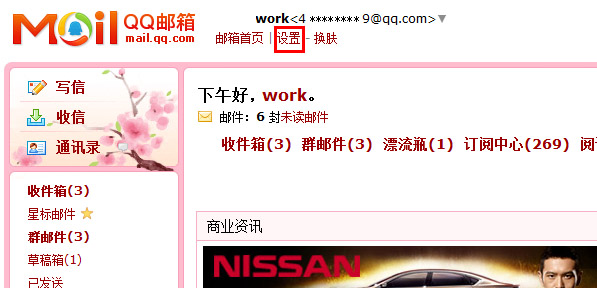 Mail QQ邮箱
mail.qq.com
work<4 ******** 9@qq.com>▼
邮箱首页 | 设置 - 换肤
写信
收信
通讯录
收件箱(3)
星标邮件
群邮件(3)
草稿箱(1)
已发送
下午好，work。
邮件：6 封未读邮件
收件箱(3) 群邮件(3) 漂流瓶(1) 订阅中心(269) 阅
商业资讯
NISSAN